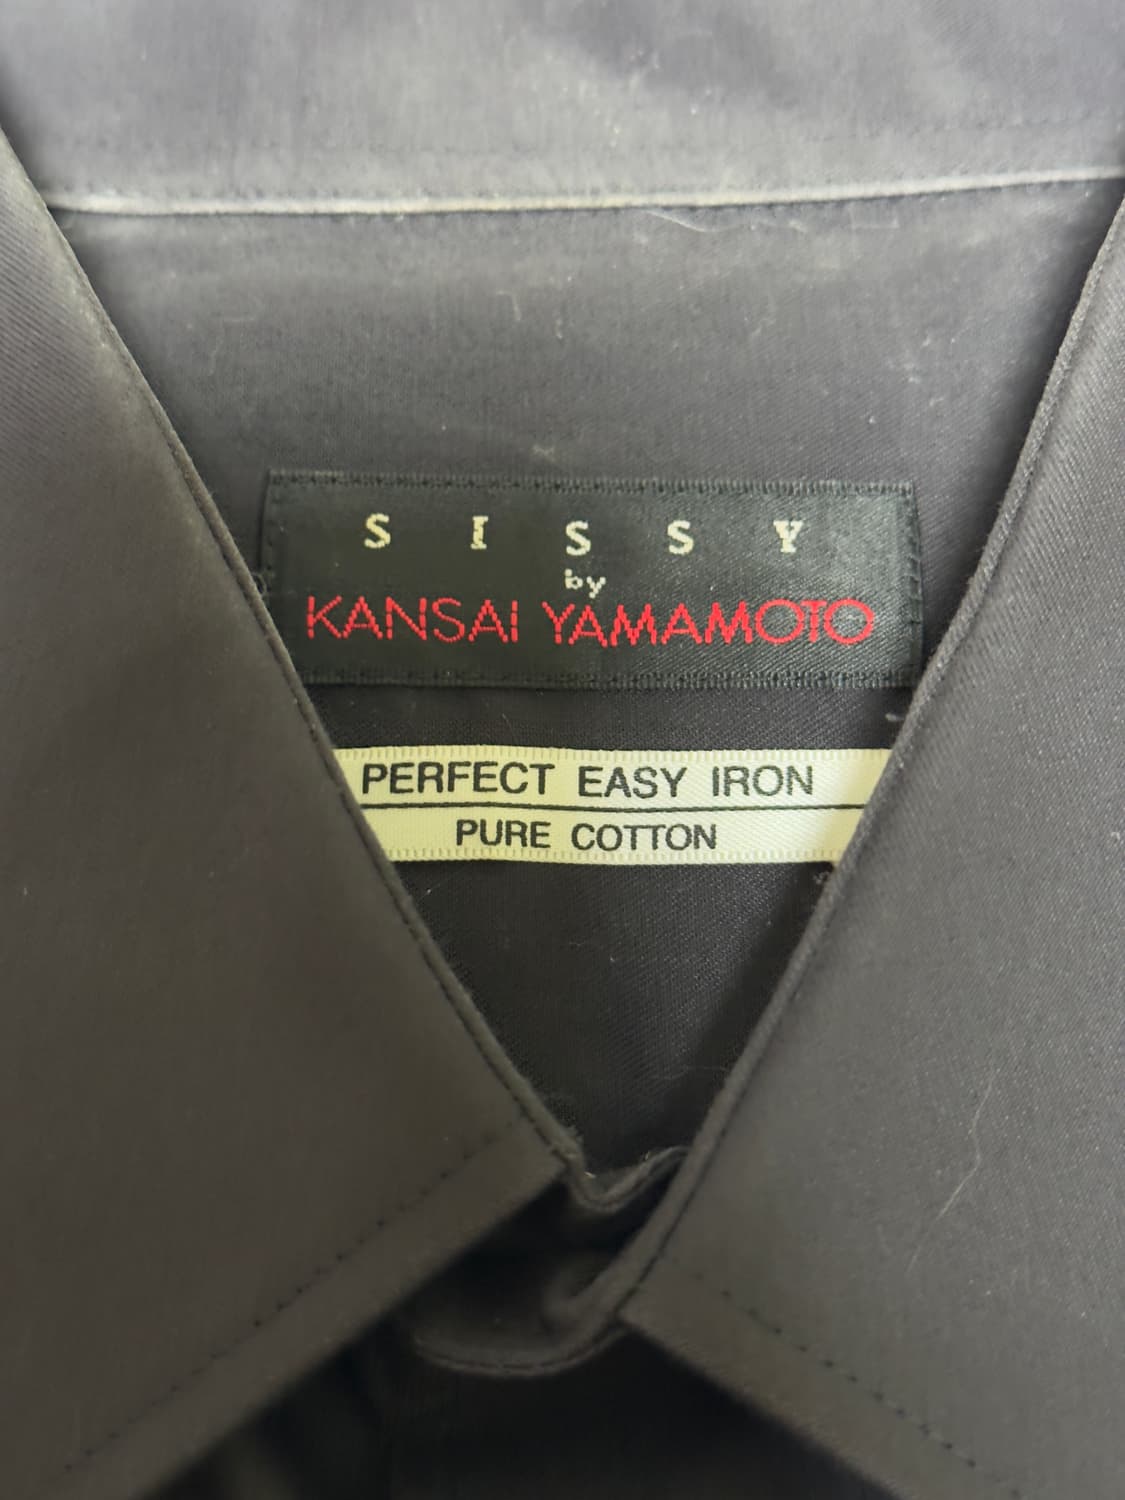 SISSY
by
KANSAI YAMAMOTO
PERFECT EASY IRON
PURE COTTON